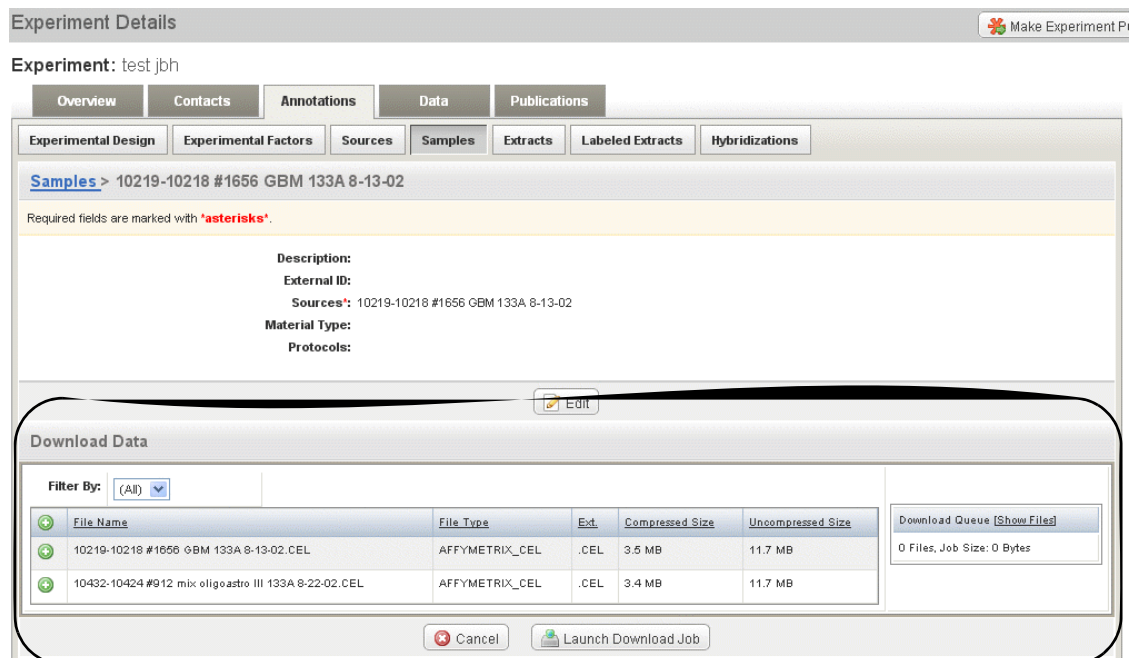 Experiment Details
Make Experiment Pu
Experiment: test jbh
Overview Contacts Annotations Data Publications
Experimental Design Experimental Factors Sources Samples Extracts Labeled Extracts Hybridizations
Samples > 10219-10218 #1656 GBM 133A 8-13-02
Required fields are marked with *asterisks*.
Description:
External ID:
Sources*: 10219-10218 #1656 GBM 133A 8-13-02
Material Type:
Protocols:
Edit
Download Data
Filter By: (All)
File Name File Type Ext. Compressed Size Uncompressed Size
10219-10218 #1656 GBM 133A 8-13-02.CEL AFFYMETRIX_CEL .CEL 3.5 MB 11.7 MB
10432-10424 #912 mix oligoastro III 133A 8-22-02.CEL AFFYMETRIX_CEL .CEL 3.4 MB 11.7 MB
Download Queue [Show Files]
0 Files, Job Size: 0 Bytes
Cancel Launch Download Job